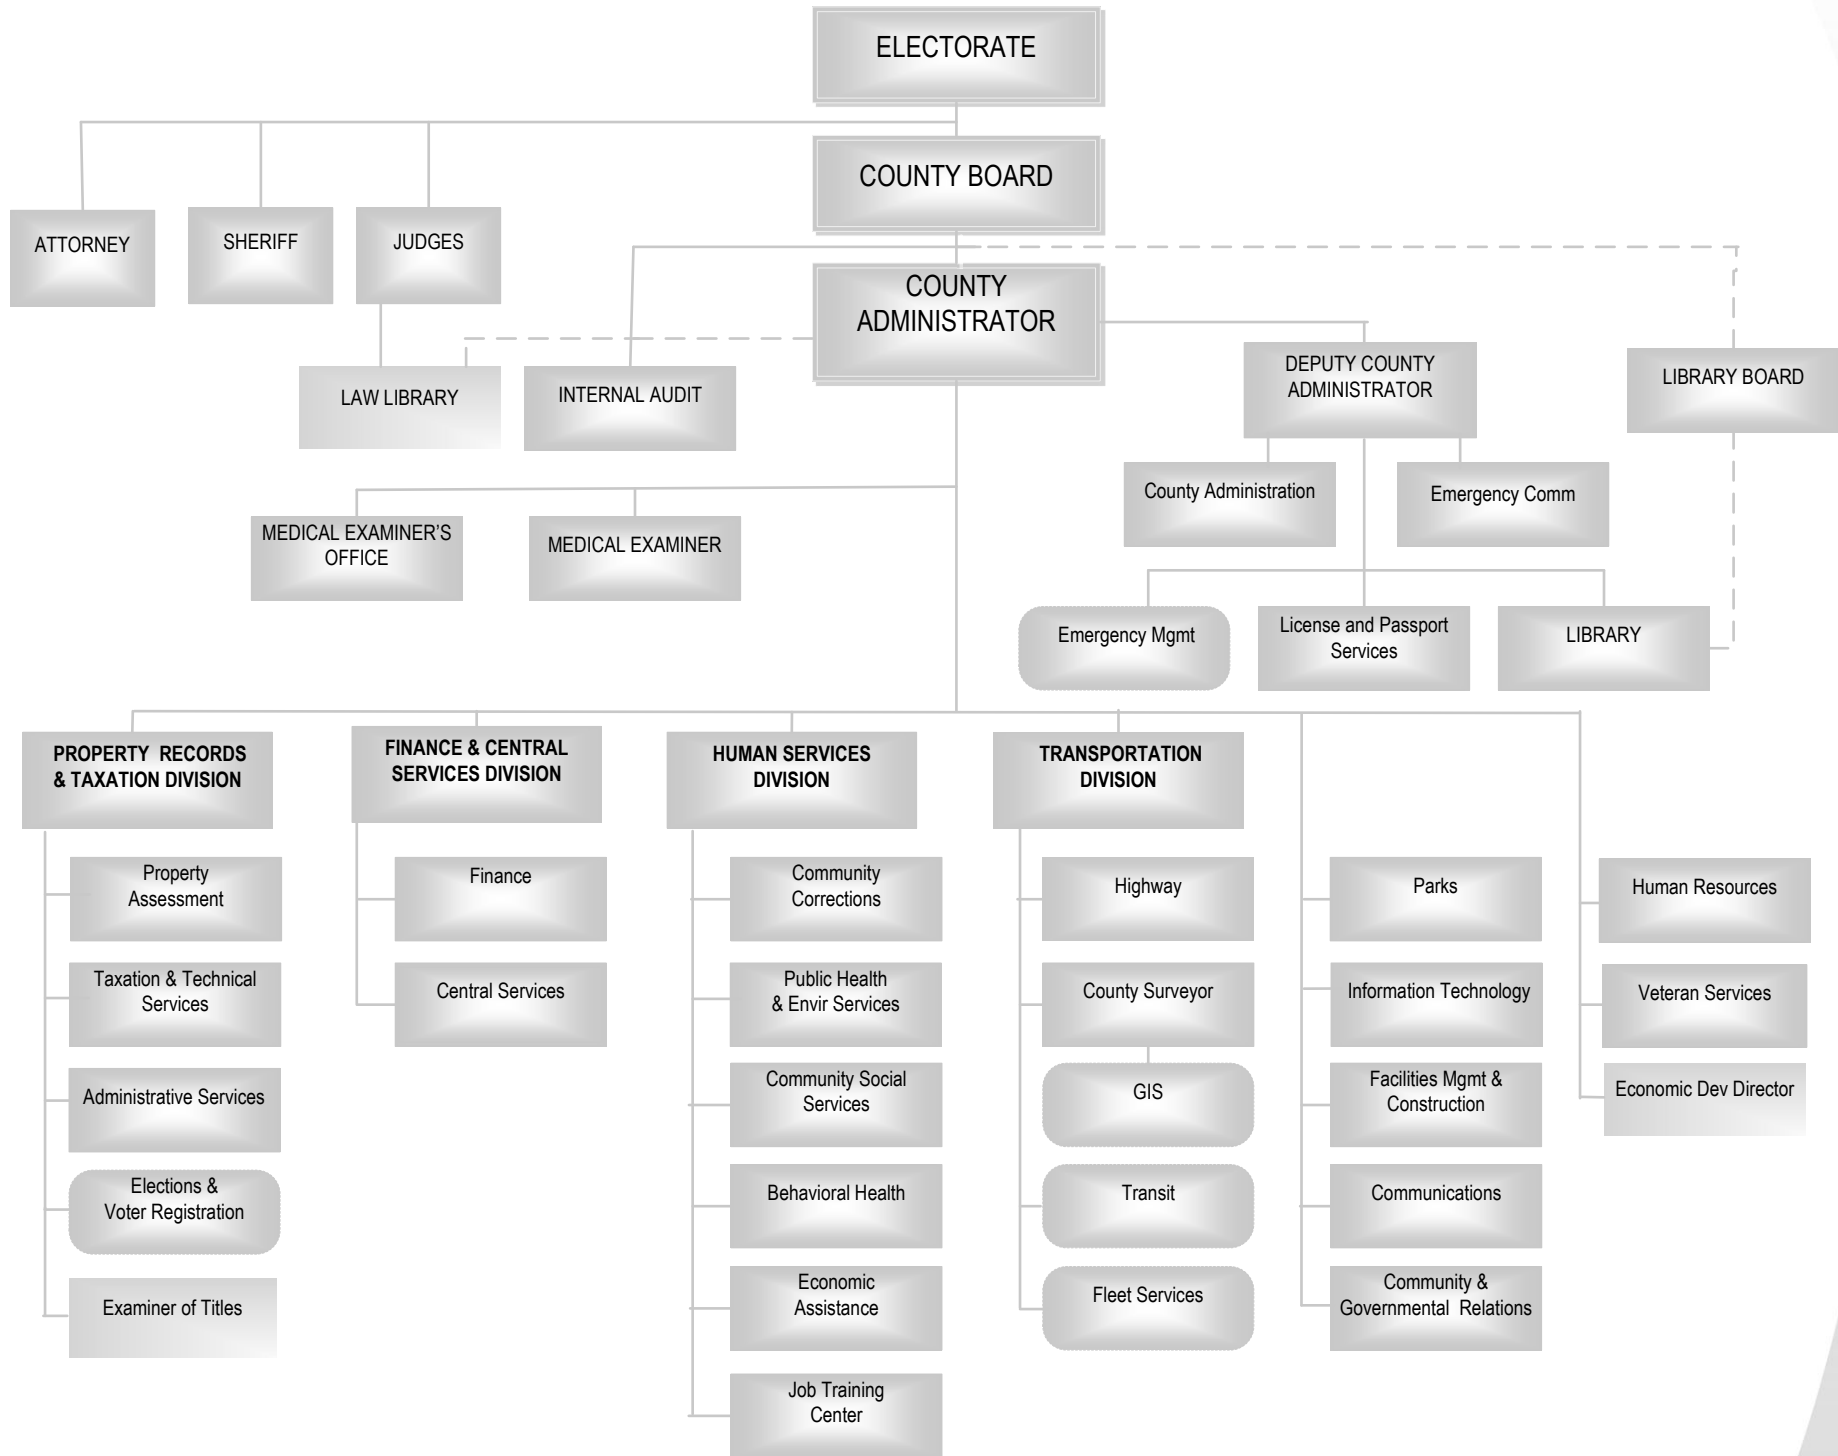 ELECTORATE
COUNTY BOARD
ATTORNEY
SHERIFF
JUDGES
COUNTY
ADMINISTRATOR
LAW LIBRARY
INTERNAL AUDIT
DEPUTY COUNTY
ADMINISTRATOR
LIBRARY BOARD
County Administration
Emergency Comm
MEDICAL EXAMINER’S
OFFICE
MEDICAL EXAMINER
Emergency Mgmt
License and Passport
Services
LIBRARY
PROPERTY RECORDS
& TAXATION DIVISION
Property
Assessment
Taxation & Technical
Services
Administrative Services
Elections &
Voter Registration
Examiner of Titles
FINANCE & CENTRAL
SERVICES DIVISION
Finance
Central Services
HUMAN SERVICES
DIVISION
Community
Corrections
Public Health
& Envir Services
Community Social
Services
Behavioral Health
Economic
Assistance
Job Training
Center
TRANSPORTATION
DIVISION
Highway
County Surveyor
GIS
Transit
Fleet Services
Parks
Information Technology
Facilities Mgmt &
Construction
Communications
Community &
Governmental Relations
Human Resources
Veteran Services
Economic Dev Director